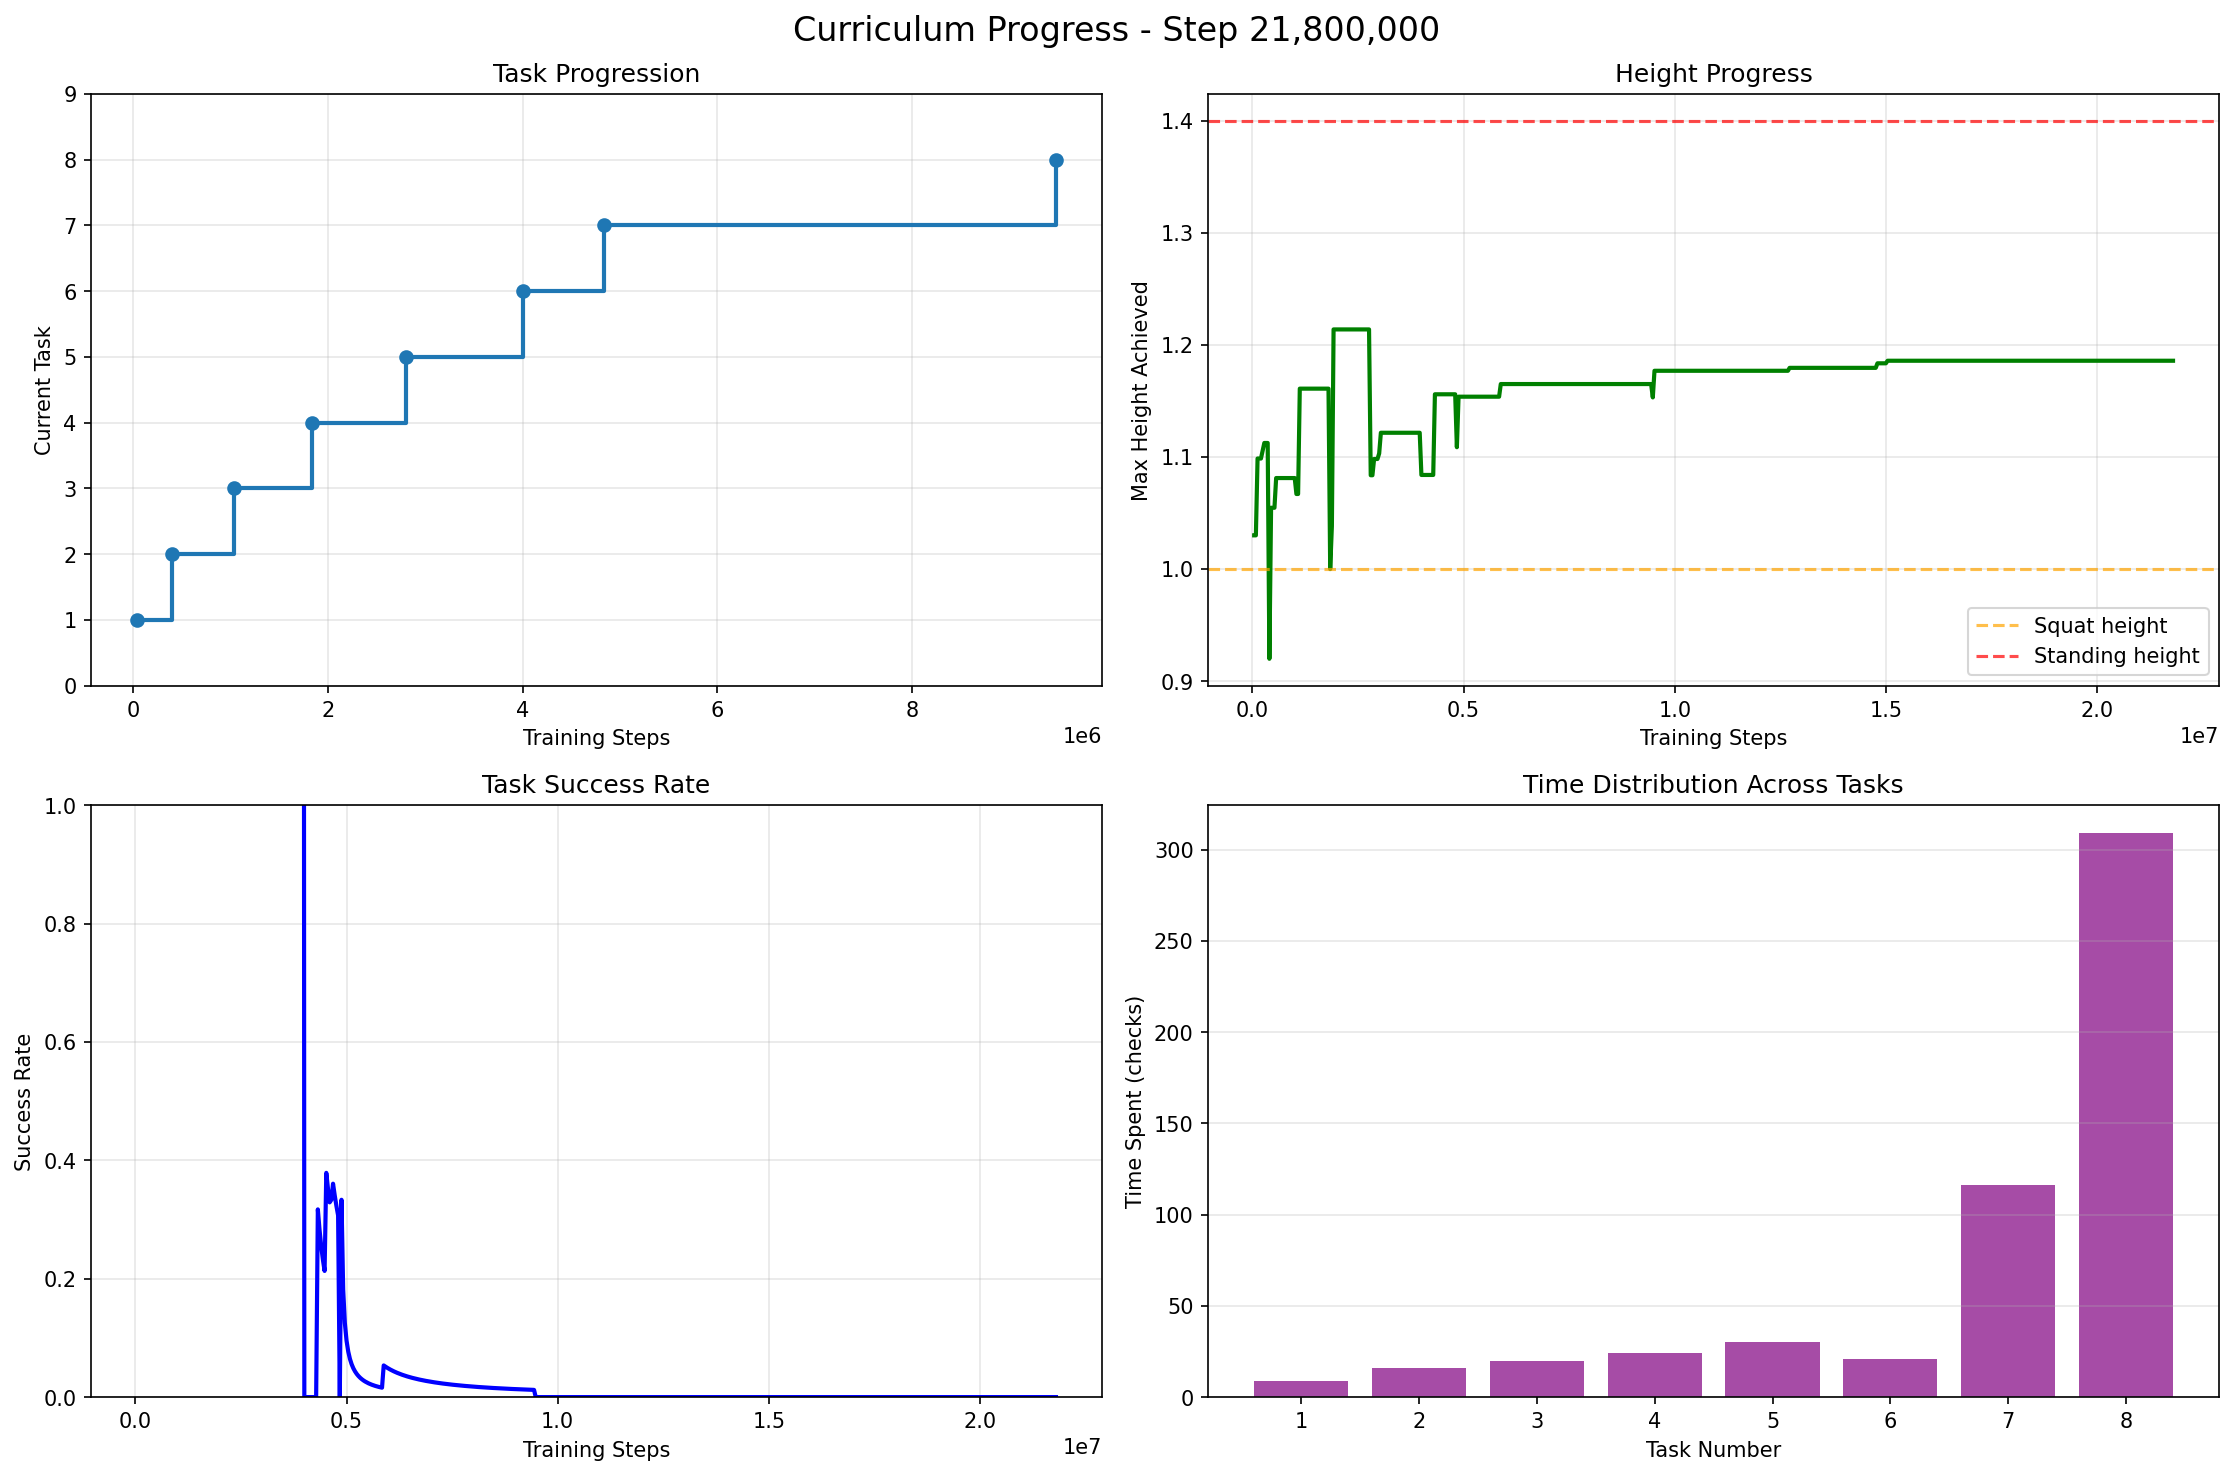 Curriculum Progress - Step 21,800,000
Task Progression
Current Task
9
8
7
6
5
4
3
2
1
0
0 2 4 6 8
1e6
Training Steps
Height Progress
Max Height Achieved
1.4
1.3
1.2
1.1
1.0
0.9
Squat height
Standing height
0.0 0.5 1.0 1.5 2.0
1e7
Training Steps
Task Success Rate
Success Rate
1.0
0.8
0.6
0.4
0.2
0.0
0.0 0.5 1.0 1.5 2.0
1e7
Training Steps
Time Distribution Across Tasks
Time Spent (checks)
300
250
200
150
100
50
0
1 2 3 4 5 6 7 8
Task Number